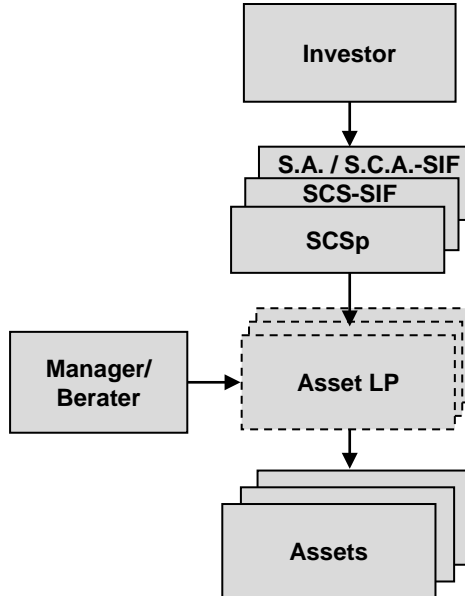 Investor
S.A. / S.C.A.-SIF
SCS-SIF
SCSp
Manager/
Berater
Asset LP
Assets